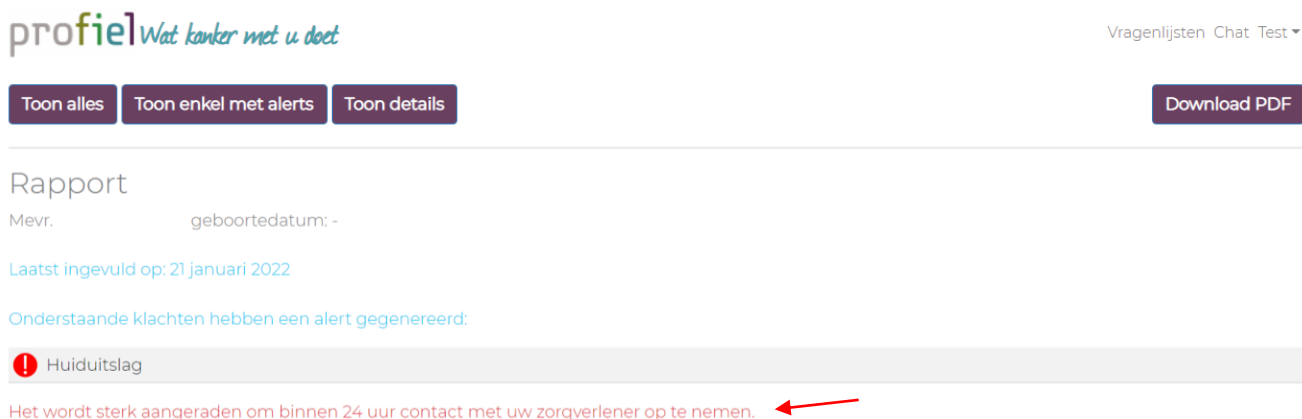 profiel Wat kanker met u doet
Vragenlijsten Chat Test
Toon alles Toon enkel met alerts Toon details Download PDF
Rapport
Mevr. geboortedatum: -
Laatst ingevuld op: 21 januari 2022
Onderstaande klachten hebben een alert gegenereerd:
Huiduitslag
Het wordt sterk aangeraden om binnen 24 uur contact met uw zorgverlener op te nemen.